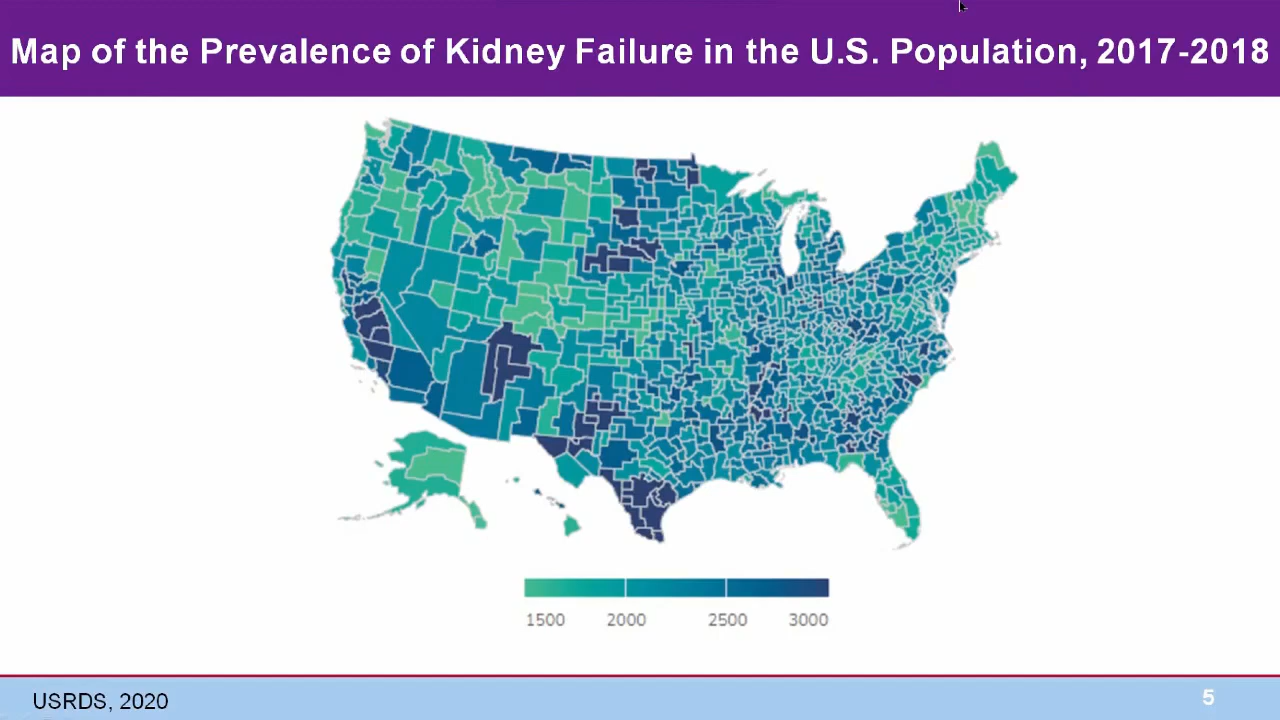 Map of the Prevalence of Kidney Failure in the U.S. Population, 2017-2018
1500 2000 2500 3000
USRDS, 2020
5